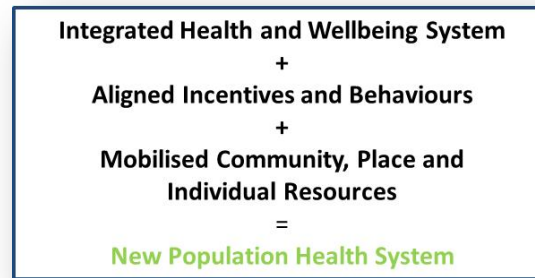 Integrated Health and Wellbeing System
+
Aligned Incentives and Behaviours
+
Mobilised Community, Place and
Individual Resources
=
New Population Health System